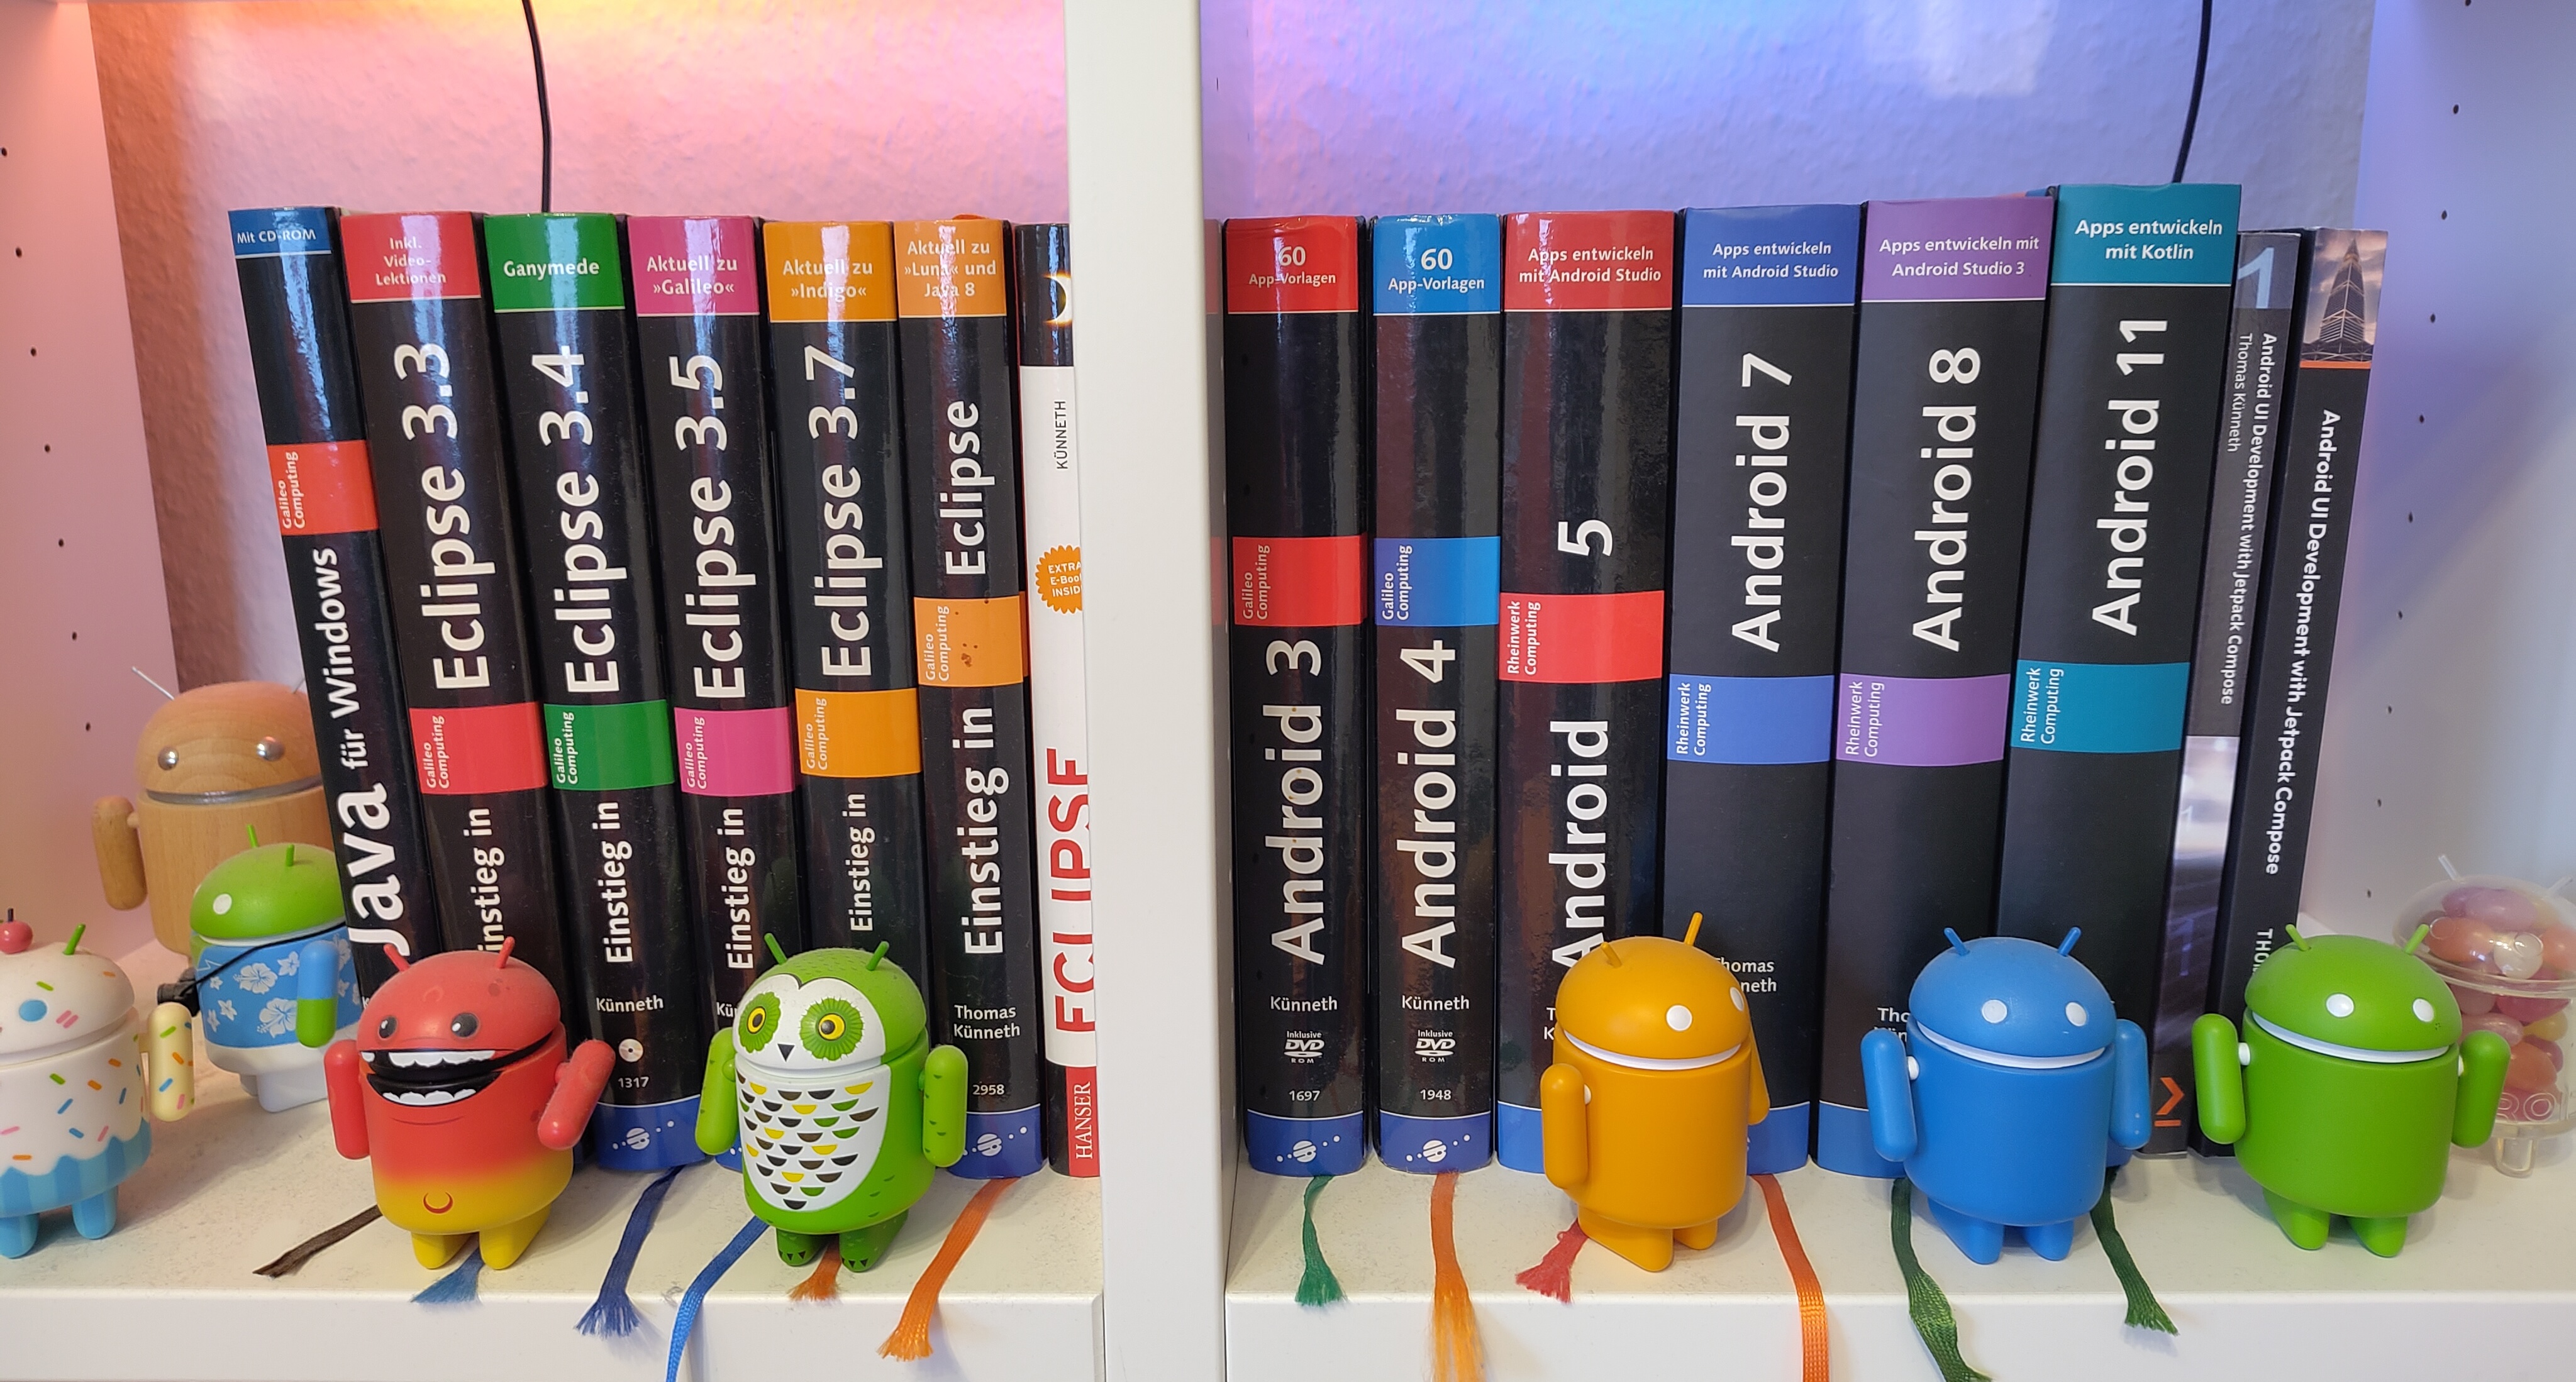 Mit CD-ROM
Galileo
Computing
Java für Windows
Inkl.
Video-
Lektionen
Eclipse 3.3
Galileo
Computing
Ganymede
Eclipse 3.4
Galileo
Computing
Einstieg in
Künneth
1317
Aktuell zu
»Galileo«
Eclipse 3.5
Galileo
Computing
Einstieg in
Aktuell zu
»Indigo«
Eclipse 3.7
Galileo
Computing
Einstieg in
Aktuell zu
»Luna« und
Java 8
Eclipse
Galileo
Computing
Einstieg in
Thomas
Künneth
2958
KÜNNETH
EXTRA
E-Book
INSIDE
ECLIPSE
HANSER
60
App-Vorlagen
Galileo
Computing
Android 3
Künneth
Inklusive
DVD
ROM
1697
60
App-Vorlagen
Galileo
Computing
Android 4
Künneth
Inklusive
DVD
ROM
1948
Apps entwickeln
mit Android Studio
5
Rheinwerk
Computing
Android
Apps entwickeln
mit Android Studio
Android 7
Rheinwerk
Computing
Thomas
Apps entwickeln mit
Android Studio 3
Android 8
Rheinwerk
Computing
Apps entwickeln
mit Kotlin
Android 11
Rheinwerk
Computing
1
Android UI Development with Jetpack Compose
Thomas Künneth
Android UI Development with Jetpack Compose